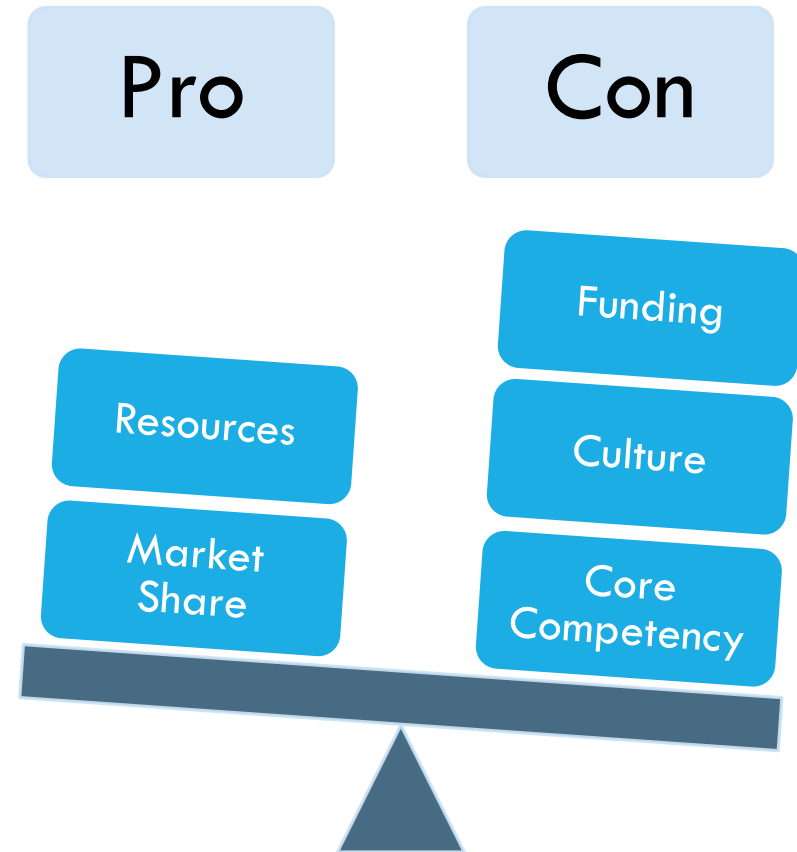 Pro
Con
Resources
Market
Share
Funding
Culture
Core
Competency